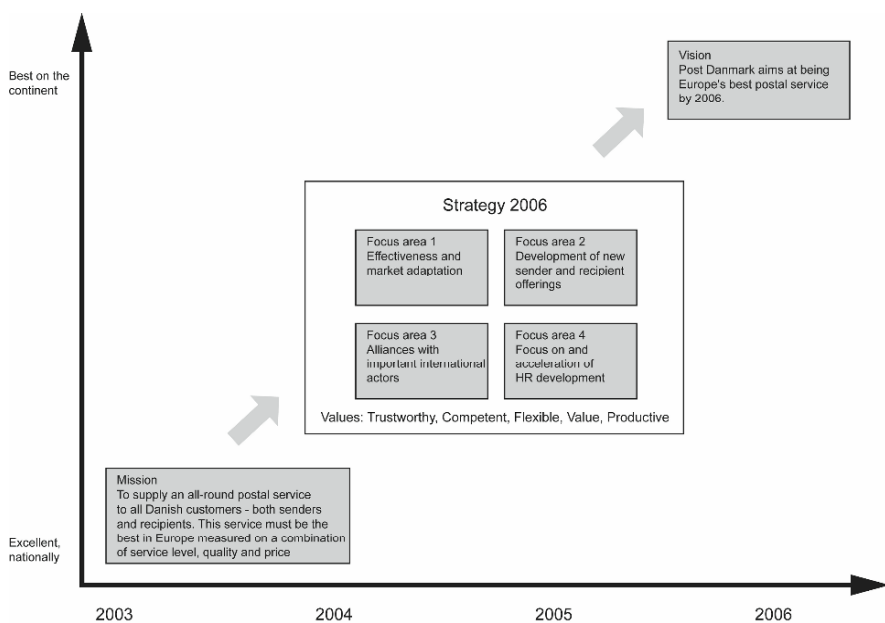 Best on the
continent
Vision
Post Danmark aims at being
Europe's best postal service
by 2006.
Strategy 2006
Focus area 1
Effectiveness and
market adaptation
Focus area 2
Development of new
sender and recipient
offerings
Focus area 3
Alliances with
important international
actors
Focus area 4
Focus on and
acceleration of
HR development
Values: Trustworthy, Competent, Flexible, Value, Productive
Mission
To supply an all-round postal service
to all Danish customers - both senders
and recipients. This service must be the
best in Europe measured on a combination
of service level, quality and price
Excellent,
nationally
2003 2004 2005 2006